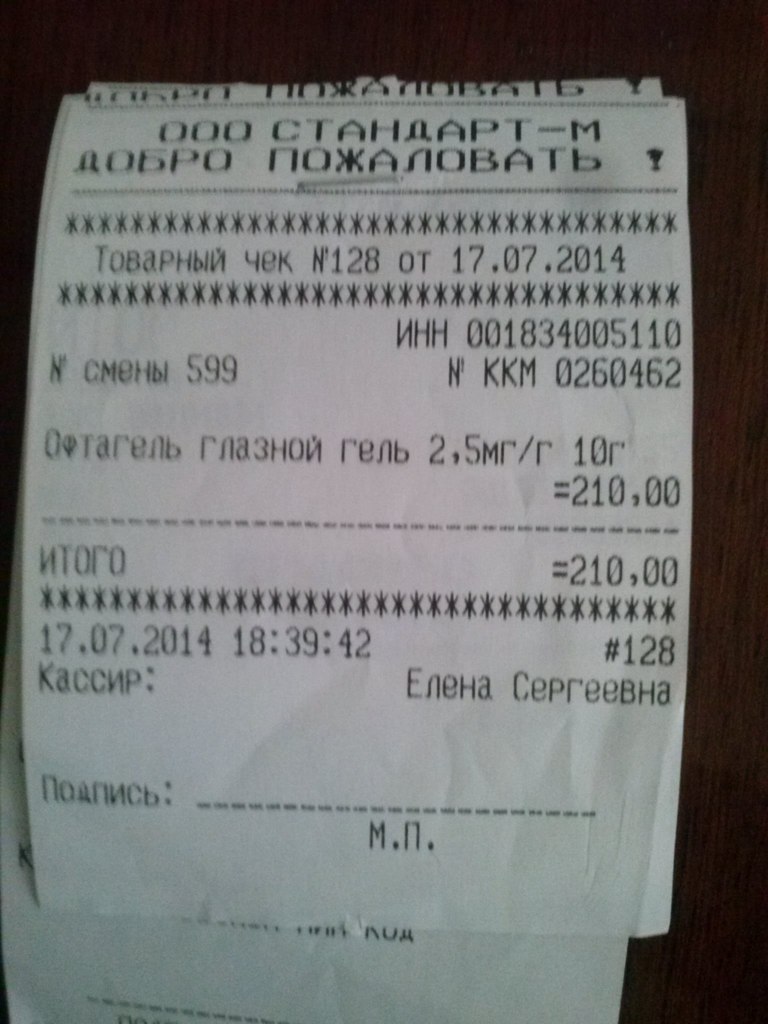 ДОБРО ПОЖАЛОВАТЬ !
ООО СТАНДАРТ-М
ДОБРО ПОЖАЛОВАТЬ !
************************************
Товарный чек №128 от 17.07.2014
************************************
ИНН 001834005110
№ смены 599 № ККМ 0260462
Офтагель глазной гель 2,5мг/г 10г
=210,00
ИТОГО =210,00
************************************
17.07.2014 18:39:42 #128
Кассир: Елена Сергеевна
Подпись:
М.П.